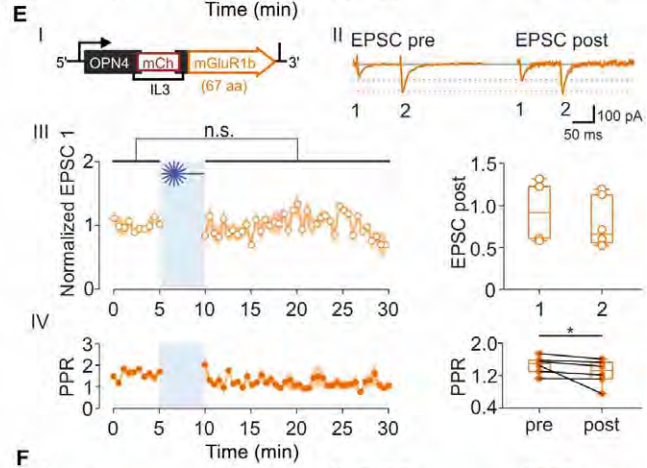 Time (min)
E
I
II
5'
OPN4
mCh
mGluR1b
3'
IL3
(67 aa)
EPSC pre
EPSC post
1
2
1
2
100 pA
50 ms
III
n.s.
Normalized EPSC 1
2
1
0
0
5
10
15
20
25
30
EPSC post
1.5
1.0
0.5
0
1
2
IV
PPR
3
2
1
0
0
5
10
15
20
25
30
Time (min)
PPR
2.0
1.2
0.4
*
pre
post
F